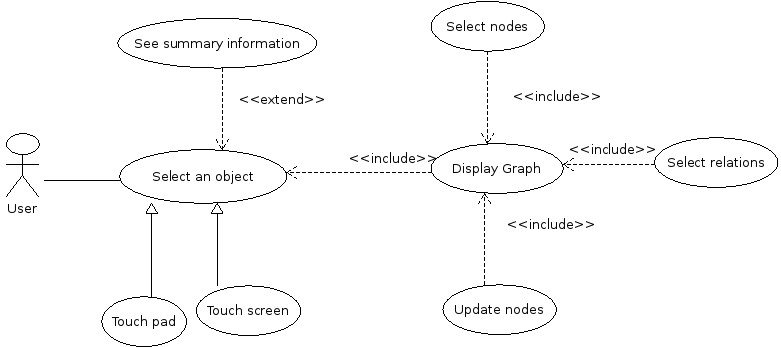 Select nodes
See summary information
<<extend>>
<<include>>
<<include>>
<<include>>
Select an object
Display Graph
Select relations
User
<<include>>
Touch pad
Touch screen
Update nodes